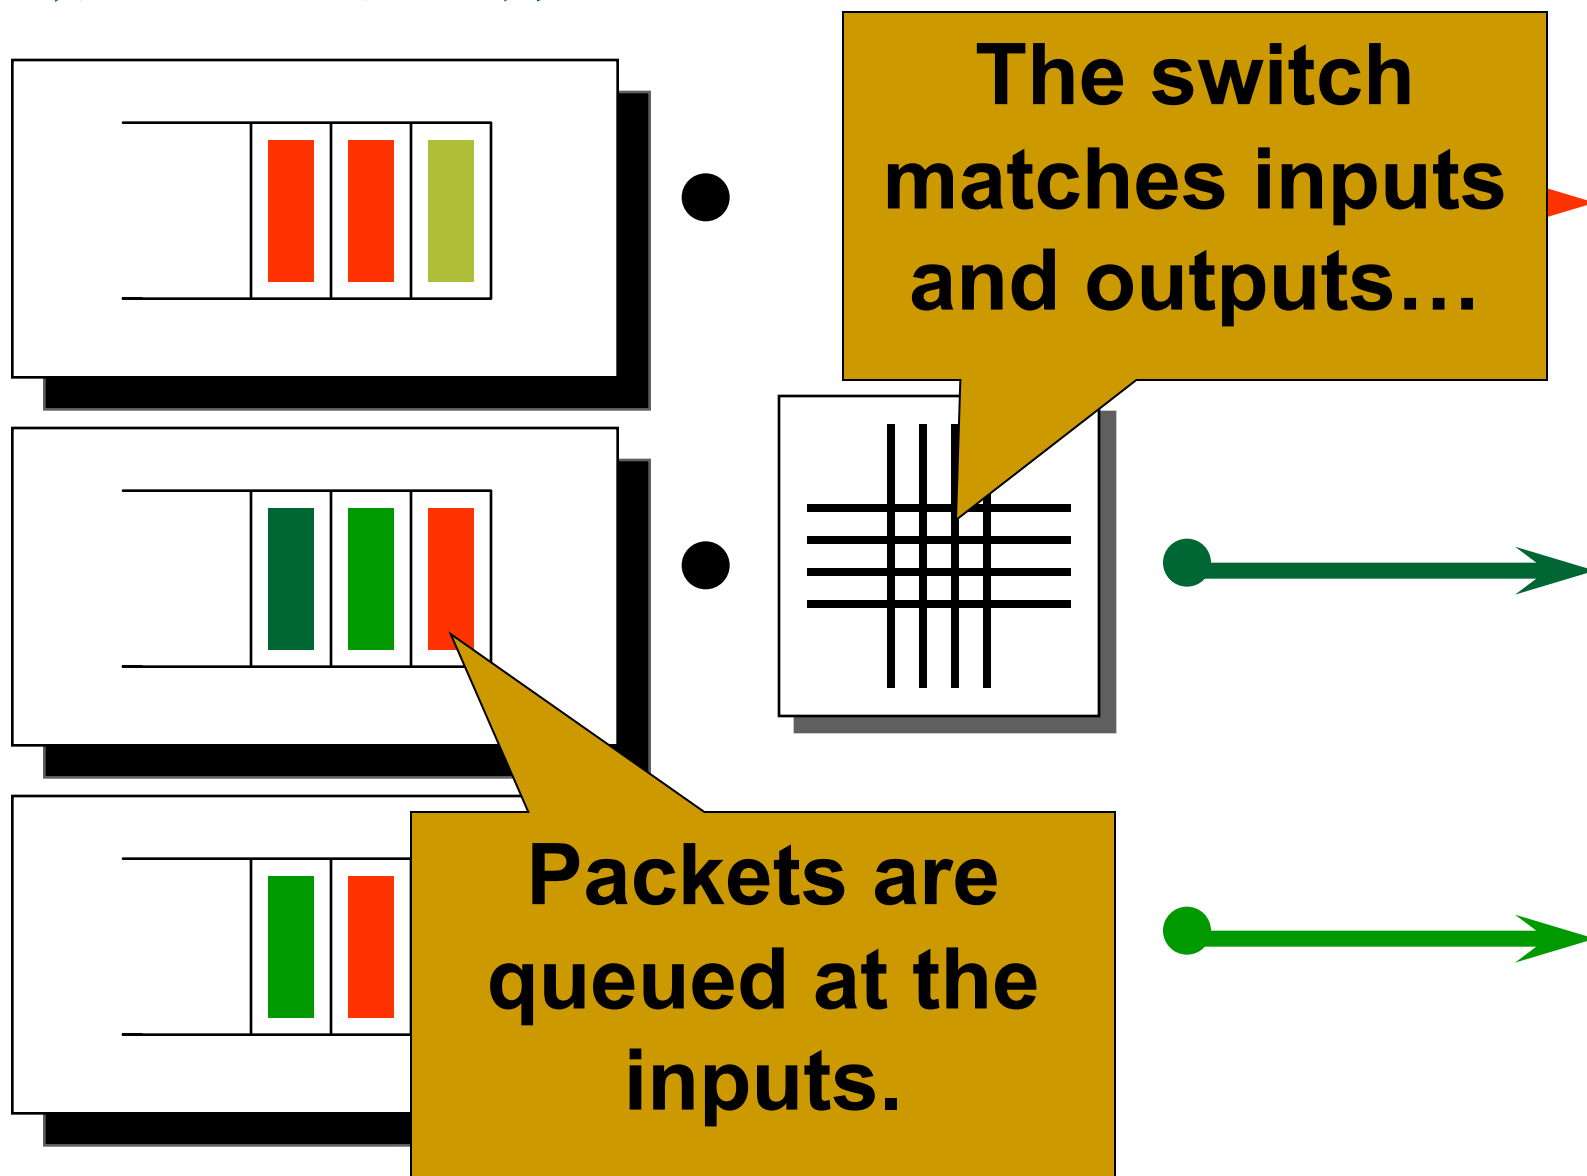 The switch
matches inputs
and outputs…
Packets are
queued at the
inputs.